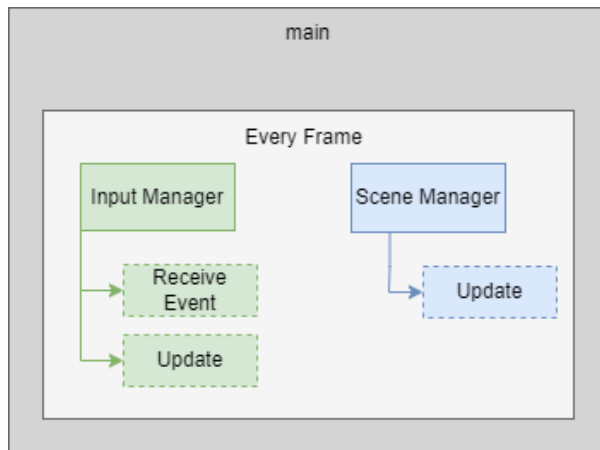 main
Every Frame
Input Manager
Receive
Event
Update
Scene Manager
Update